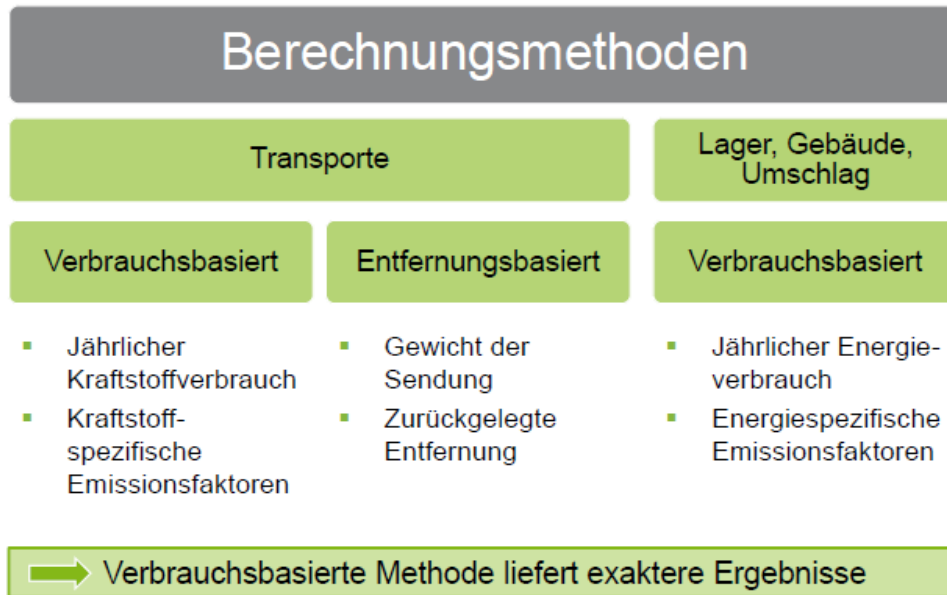 Berechnungsmethoden
Transporte
Lager, Gebäude,
Umschlag
Verbrauchsbasiert
Entfernungsbasiert
Verbrauchsbasiert
▪ Jährlicher
Kraftstoffverbrauch
▪ Kraftstoff-
spezifische
Emissionsfaktoren
▪ Gewicht der
Sendung
▪ Zurückgelegte
Entfernung
▪ Jährlicher Energie-
verbrauch
▪ Energiespezifische
Emissionsfaktoren
Verbrauchsbasierte Methode liefert exaktere Ergebnisse